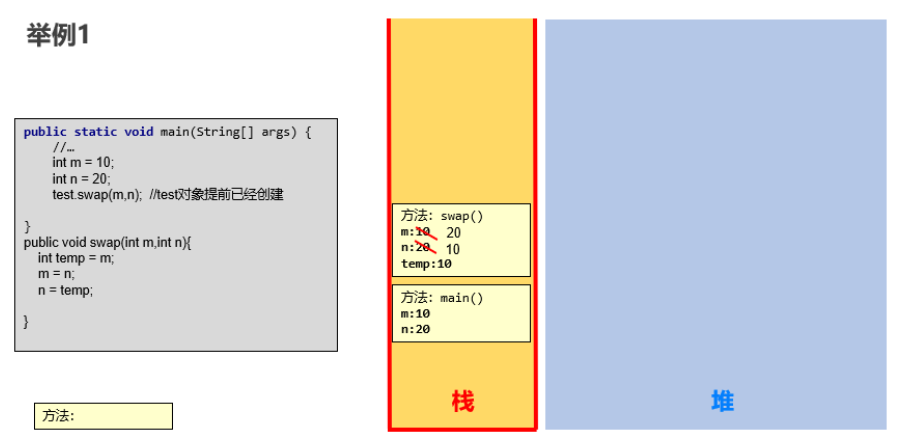 举例1
public static void main(String[] args) {
//…
int m = 10;
int n = 20;
test.swap(m,n); //test对象提前已经创建
}
public void swap(int m,int n){
int temp = m;
m = n;
n = temp;
}
方法：
方法：swap()
m:10 20
n:20 10
temp:10
方法：main()
m:10
n:20
栈
堆